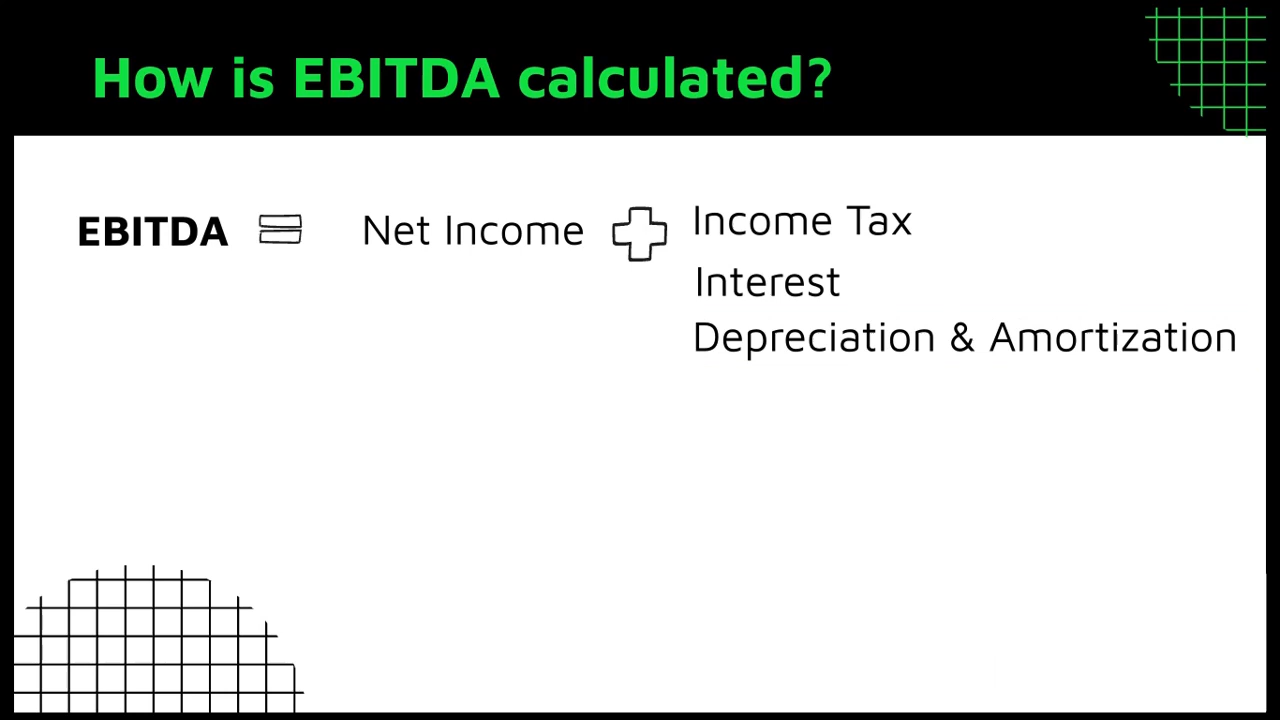 How is EBITDA calculated?
EBITDA = Net Income + Income Tax
Interest
Depreciation & Amortization